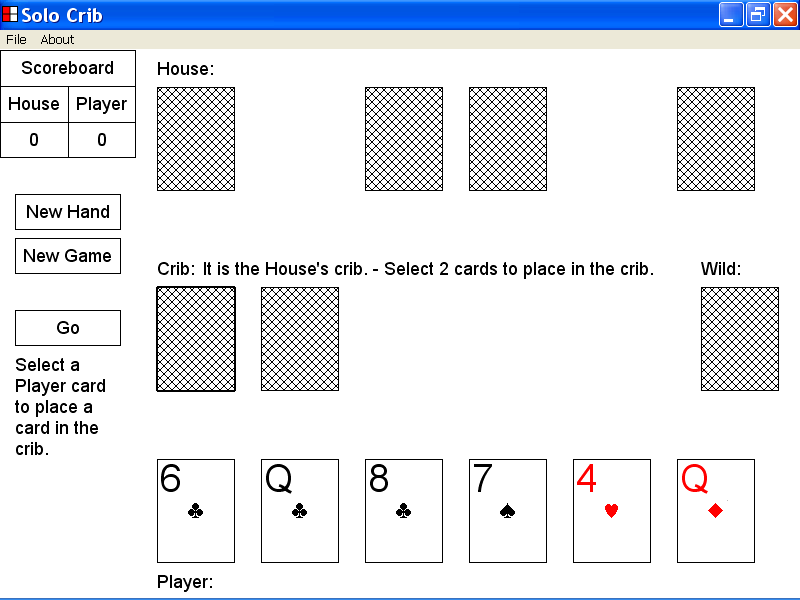 Solo Crib
File About
Scoreboard
House Player
0 0
New Hand
New Game
Go
Select a
Player card
to place a
card in the
crib.
House:
Crib: It is the House's crib. - Select 2 cards to place in the crib.
Wild:
6 Q 8 7 4 Q
Player: